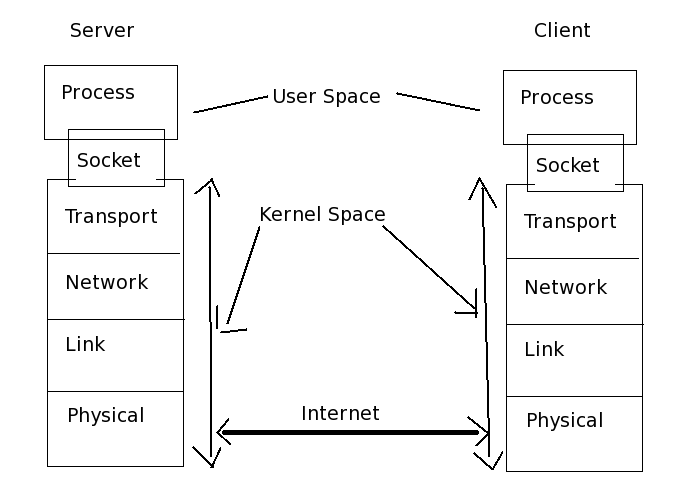 Server
Client
Process
User Space
Process
Socket
Socket
Transport
Kernel Space
Transport
Network
Network
Link
Link
Physical
Internet
Physical